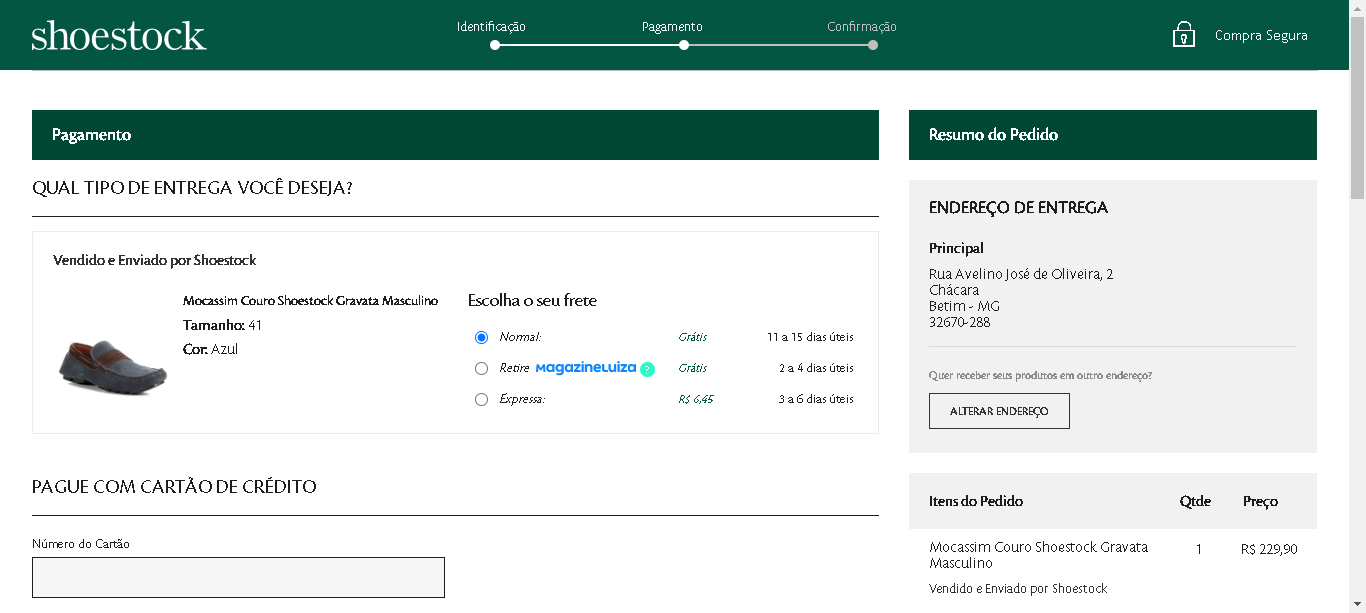 shoestock
Identificação
Pagamento
Confirmação
Compra Segura
Pagamento
QUAL TIPO DE ENTREGA VOCÊ DESEJA?
Vendido e Enviado por Shoestock
Mocassim Couro Shoestock Gravata Masculino
Tamanho: 41
Cor: Azul
Escolha o seu frete
Normal: Grátis 11 a 15 dias úteis
Retire MagazineLuiza ? Grátis 2 a 4 dias úteis
Expressa: R$ 6,45 3 a 6 dias úteis
PAGUE COM CARTÃO DE CRÉDITO
Número do Cartão
Resumo do Pedido
ENDEREÇO DE ENTREGA
Principal
Rua Avelino José de Oliveira, 2
Chácara
Betim - MG
32670-288
Quer receber seus produtos em outro endereço?
ALTERAR ENDEREÇO
Itens do Pedido Qtde Preço
Mocassim Couro Shoestock Gravata 1 R$ 229,90
Masculino
Vendido e Enviado por Shoestock